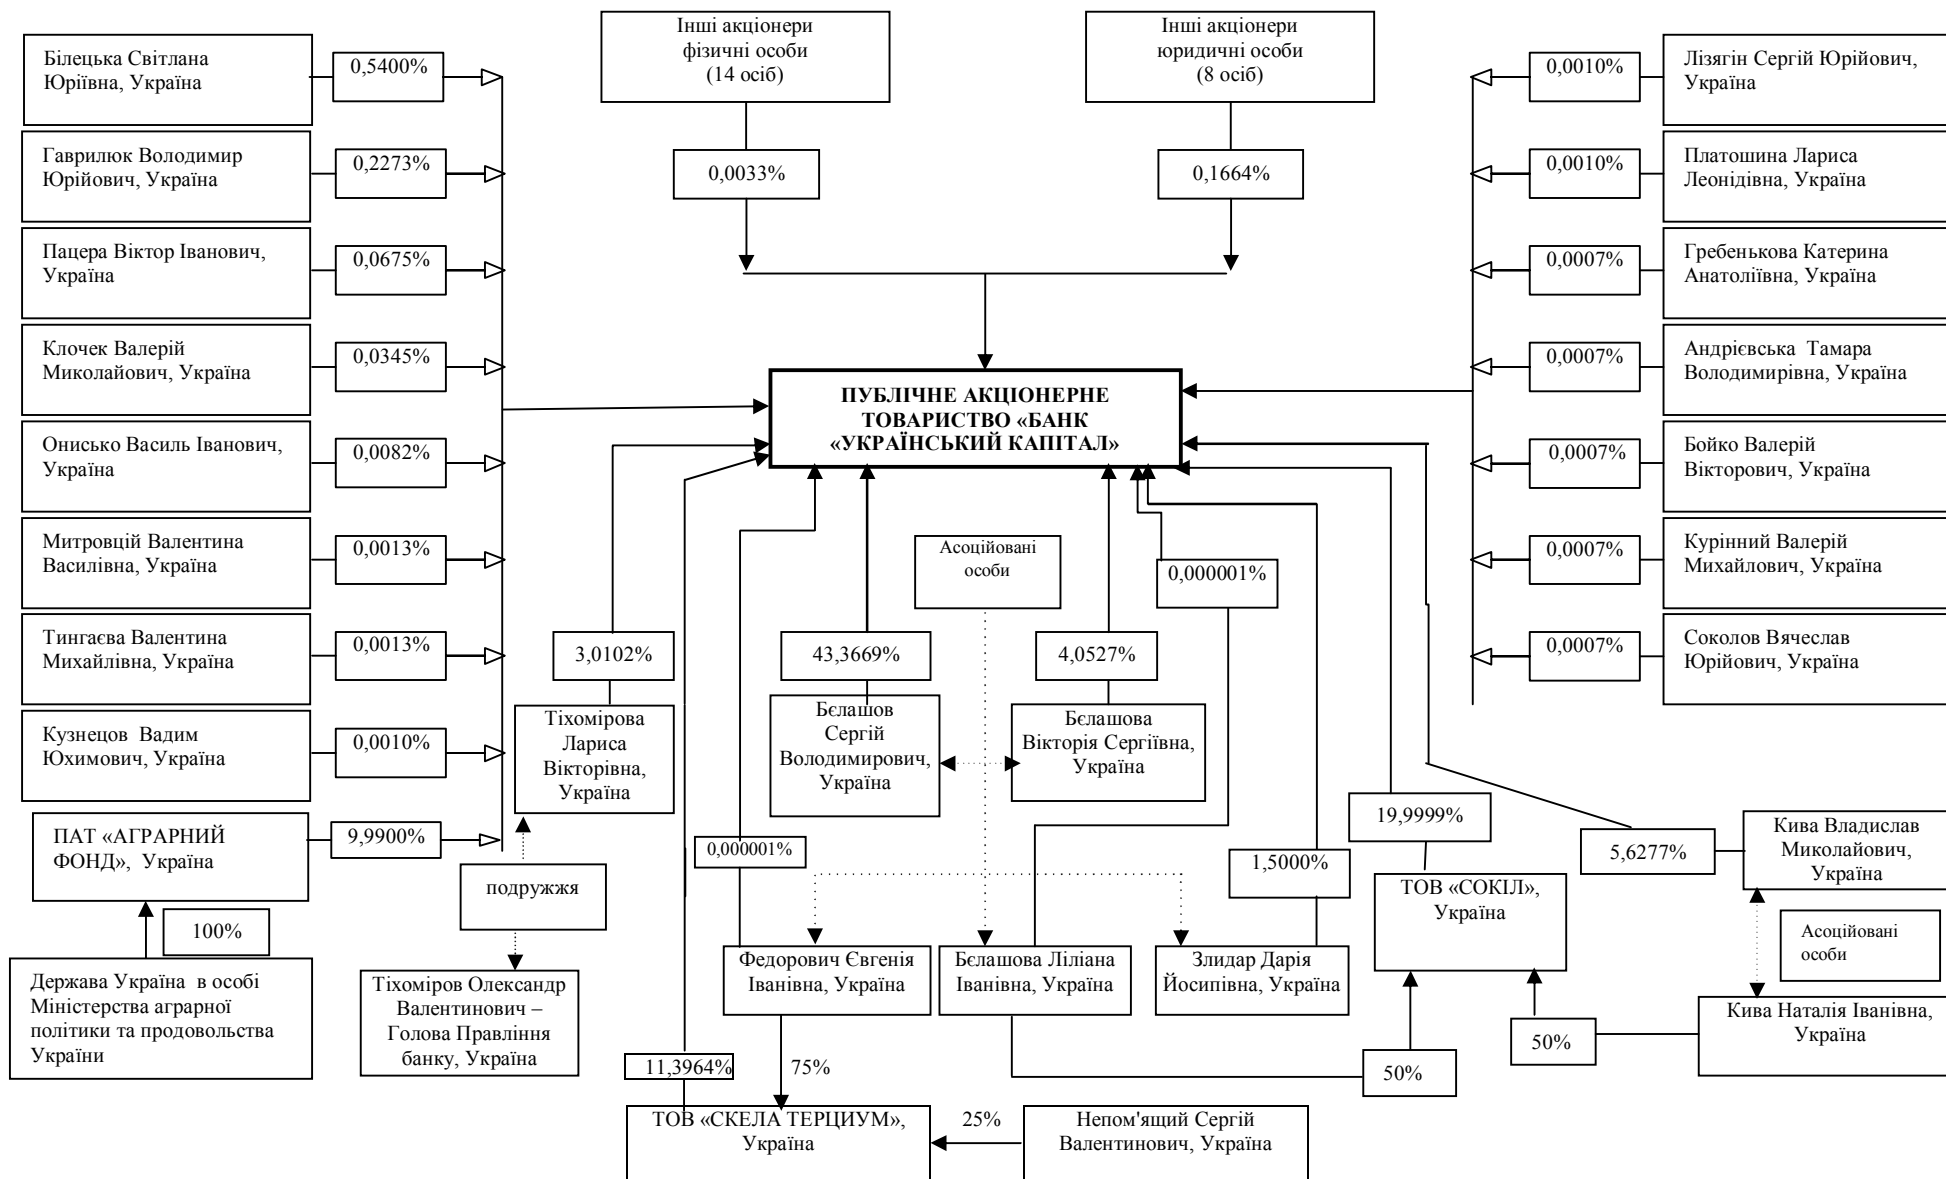 Інші акціонери
фізичні особи
(14 осіб)
Інші акціонери
юридичні особи
(8 осіб)
0,0033%
0,1664%
Білецька Світлана
Юріївна, Україна
0,5400%
Гаврилюк Володимир
Юрійович, Україна
0,2273%
Пацера Віктор Іванович,
Україна
0,0675%
Клочек Валерій
Миколайович, Україна
0,0345%
Онисько Василь Іванович,
Україна
0,0082%
Митровцій Валентина
Василівна, Україна
0,0013%
Тингаєва Валентина
Михайлівна, Україна
0,0013%
Кузнецов  Вадим
Юхимович, Україна
0,0010%
ПАТ «АГРАРНИЙ
ФОНД»,  Україна
9,9900%
100%
Держава Україна  в особі
Міністерства аграрної
політики та продовольства
України
ПУБЛІЧНЕ АКЦІОНЕРНЕ
ТОВАРИСТВО «БАНК
«УКРАЇНСЬКИЙ КАПІТАЛ»
0,0010%
Лізягін Сергій Юрійович,
Україна
0,0010%
Платошина Лариса
Леонідівна, Україна
0,0007%
Гребенькова Катерина
Анатоліївна, Україна
0,0007%
Андрієвська  Тамара
Володимирівна, Україна
0,0007%
Бойко Валерій
Вікторович, Україна
0,0007%
Курінний Валерій
Михайлович, Україна
0,0007%
Соколов Вячеслав
Юрійович, Україна
Асоційовані
особи
0,000001%
3,0102%
43,3669%
4,0527%
Тіхомірова
Лариса
Вікторівна,
Україна
Бєлашов
Сергій
Володимирович,
Україна
Бєлашова
Вікторія Сергіївна,
Україна
подружжя
Тіхоміров Олександр
Валентинович –
Голова Правління
банку, Україна
0,000001%
1,5000%
19,9999%
5,6277%
Кива Владислав
Миколайович,
Україна
ТОВ «СОКІЛ»,
Україна
Асоційовані
особи
Федорович Євгенія
Іванівна, Україна
Бєлашова Ліліана
Іванівна, Україна
Злидар Дарія
Йосипівна, Україна
Кива Наталія Іванівна,
Україна
50%
50%
11,3964%
75%
ТОВ «СКЕЛА ТЕРЦИУМ»,
Україна
25%
Непом'ящий Сергій
Валентинович, Україна